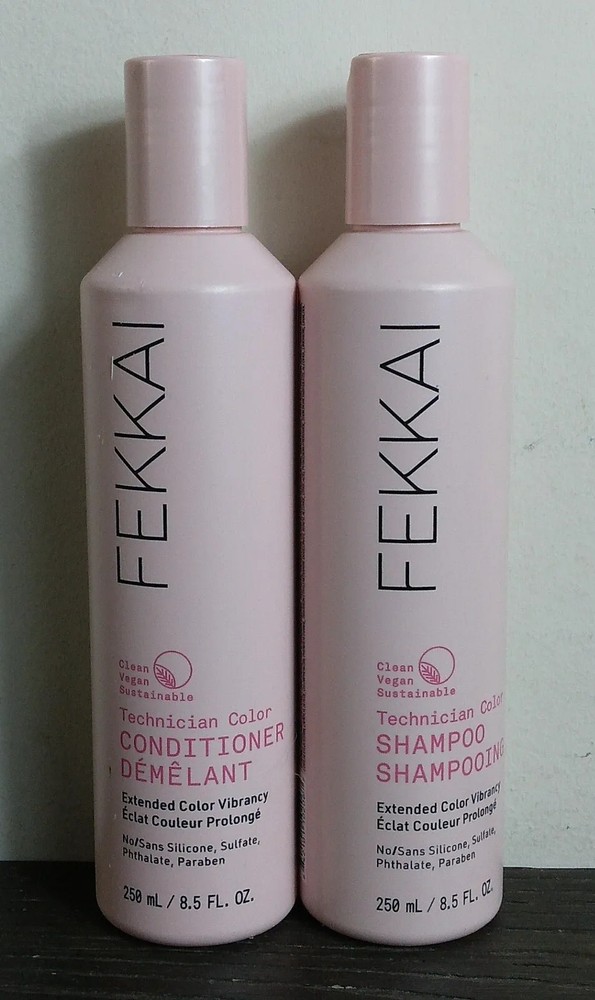 FEKKAI
Clean
Vegan
Sustainable
Technician Color
CONDITIONER
DÉMÊLANT
Extended Color Vibrancy
Éclat Couleur Prolongé
No/Sans Silicone, Sulfate,
Phthalate, Paraben
250 mL / 8.5 FL. OZ.
FEKKAI
Clean
Vegan
Sustainable
Technician Color
SHAMPOO
SHAMPOOING
Extended Color Vibrancy
Éclat Couleur Prolongé
No/Sans Silicone, Sulfate,
Phthalate, Paraben
250 mL / 8.5 FL. OZ.